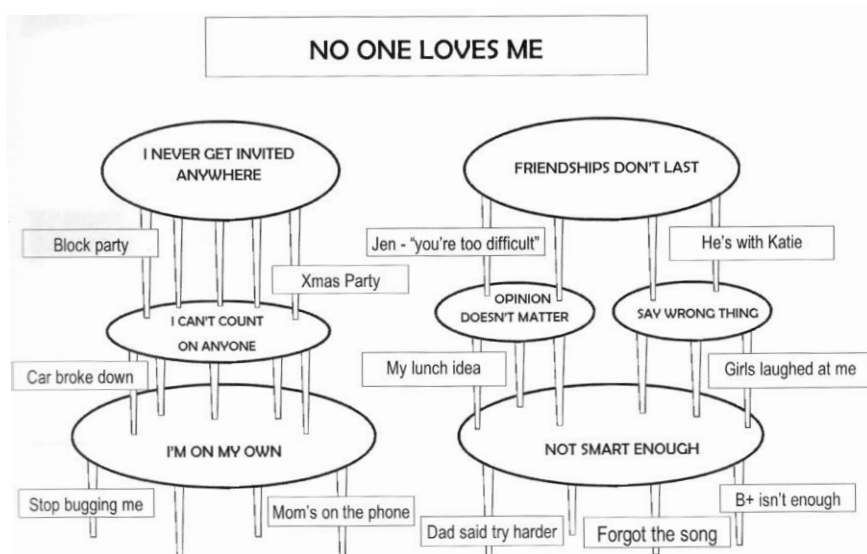 NO ONE LOVES ME
I NEVER GET INVITED
ANYWHERE
FRIENDSHIPS DON'T LAST
Block party
Jen - "you're too difficult"
He's with Katie
Xmas Party
I CAN'T COUNT
ON ANYONE
OPINION
DOESN'T MATTER
SAY WRONG THING
Car broke down
My lunch idea
Girls laughed at me
I'M ON MY OWN
NOT SMART ENOUGH
Stop bugging me
Mom's on the phone
Dad said try harder
Forgot the song
B+ isn't enough